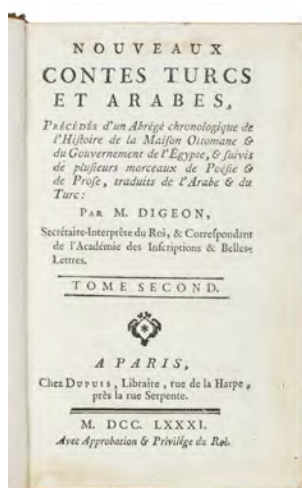 NOUVEAUX
CONTES TURCS
ET ARABES,
PRÉCÉDÉS d'un Abrégé chronologique de
l'Hiſtoire de la Maiſon Ottomane &
du Gouvernement de l'Égypte, & ſuivis
de pluſieurs morceaux de Poéſie &
de Proſe, traduits de l'Arabe & du
Turc:
PAR M. DIGEON,
Secrétaire-Interprête du Roi, & Correſpondant
de l'Académie des Inſcriptions & Belles-
Lettres.
TOME SECOND.
A PARIS,
Chez DUPUIS, Libraire, rue de la Harpe,
près la rue Serpente.
M. DCC. LXXXI.
Avec Approbation & Privilége du Roi.